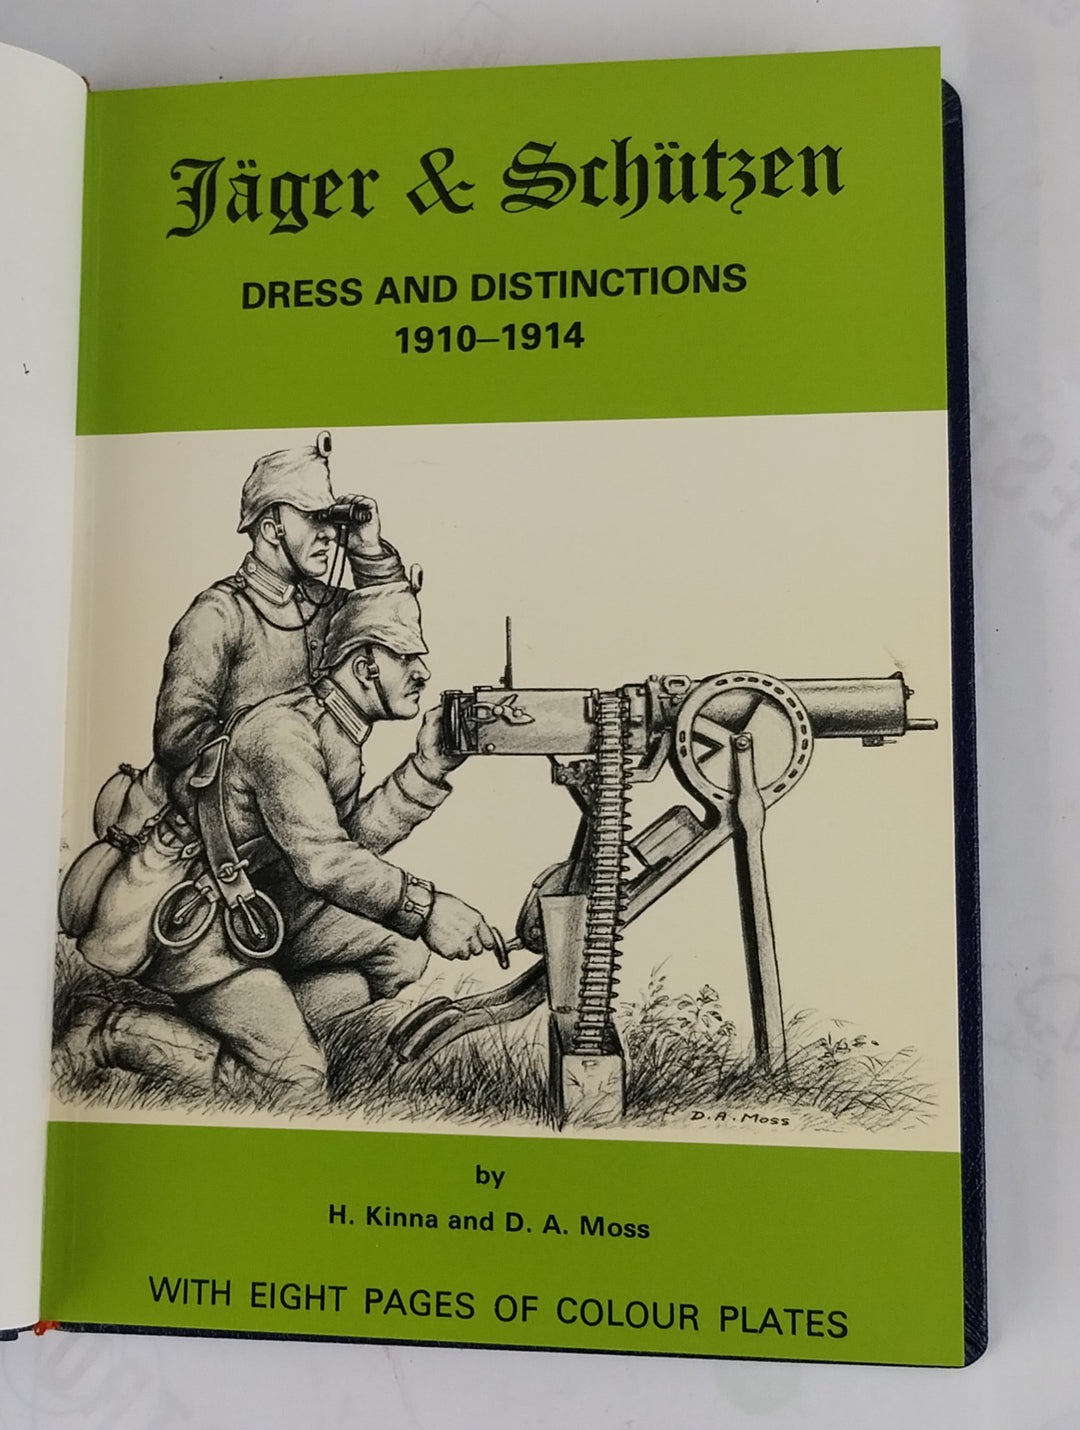 Jäger & Schützen
DRESS AND DISTINCTIONS
1910–1914
D. A. Moss
by
H. Kinna and D. A. Moss
WITH EIGHT PAGES OF COLOUR PLATES